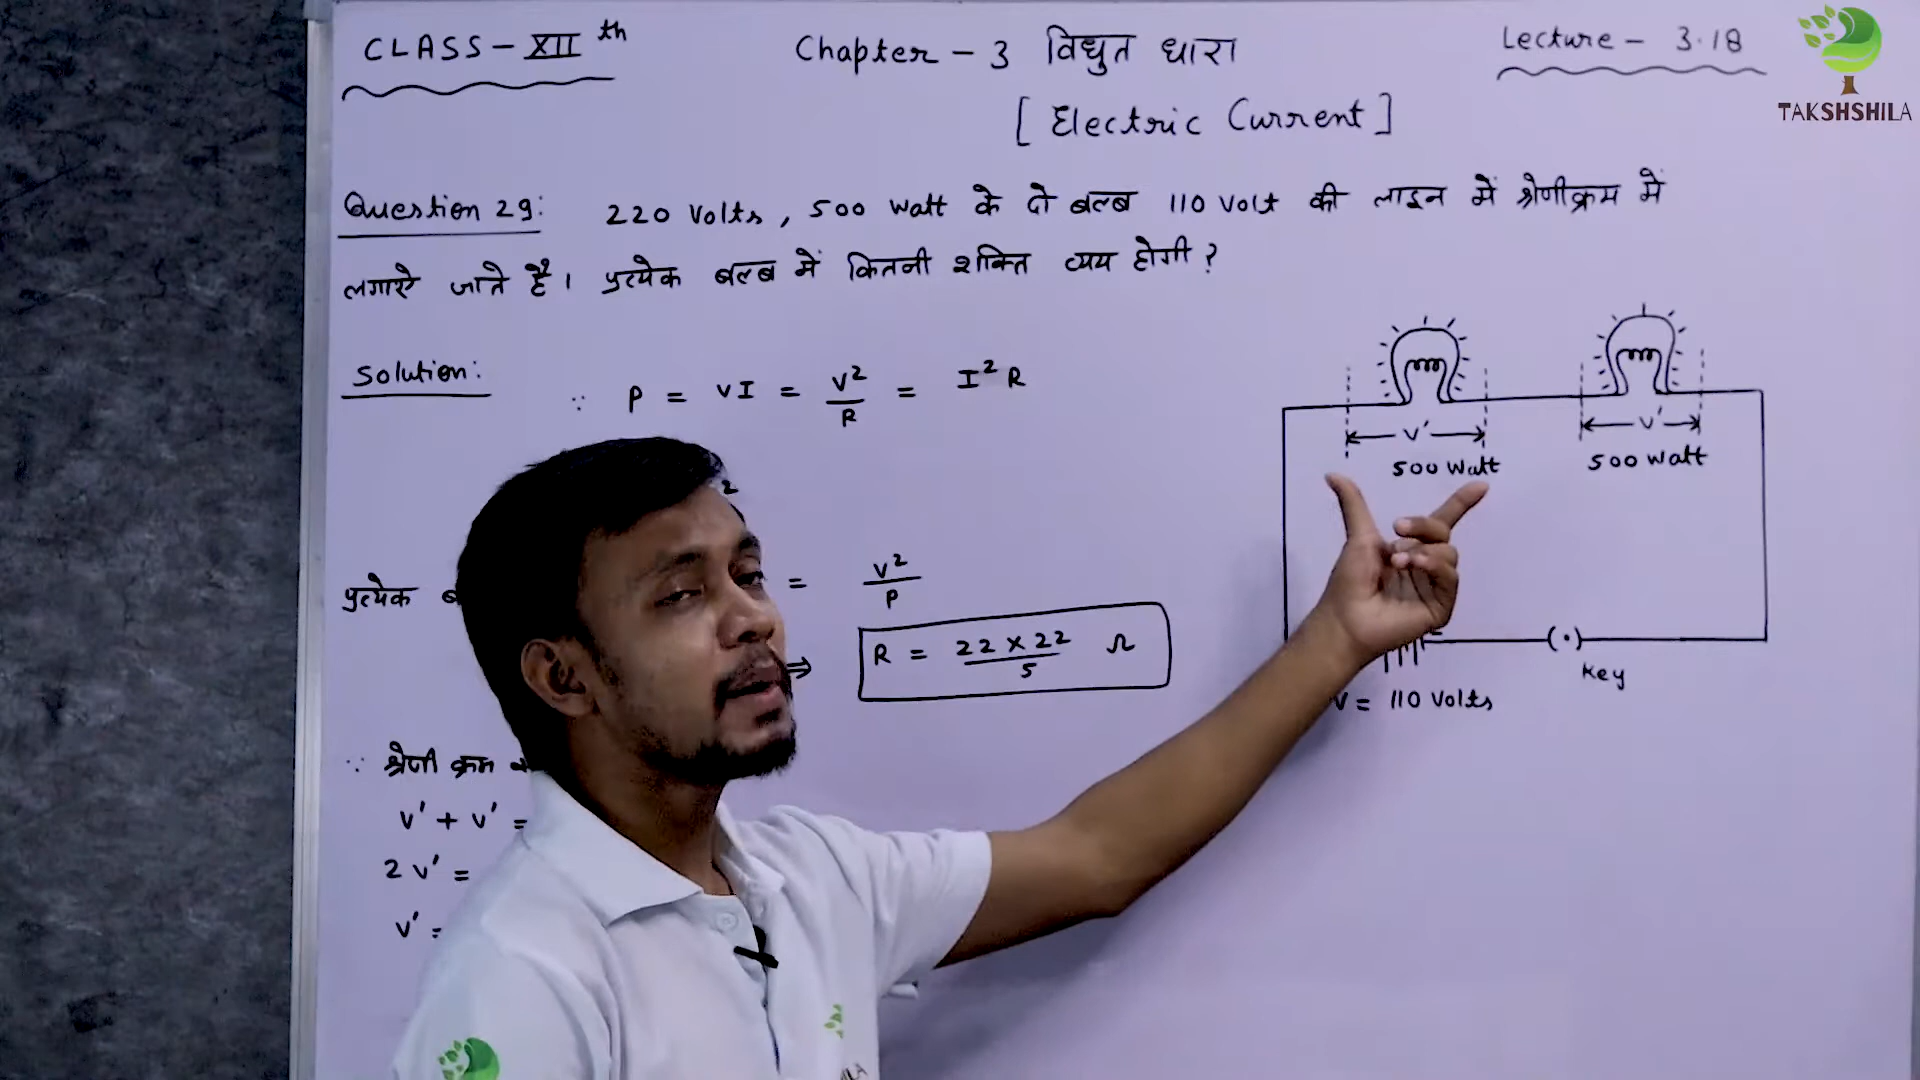 CLASS – XII th
Chapter – 3 विधुत धारा
Lecture – 3.18
TAKSHSHILA
[ Electric Current ]
Question 29: 220 Volts, 500 watt के दो बल्ब 110 Volt की लाइन में श्रेणीक्रम में
लगाऐ जाते है। प्रत्येक बल्ब में कितनी शक्ति व्यय होगी ?
Solution:
∵ P = VI = V²/R = I² R
प्रत्येक
= V²/P
⇒ R = 22 × 22 / 5 Ω
∵ श्रेणी क्रम
V' + V' =
2 V' =
V' =
V' V'
500 Watt 500 Watt
V = 110 Volts
Key